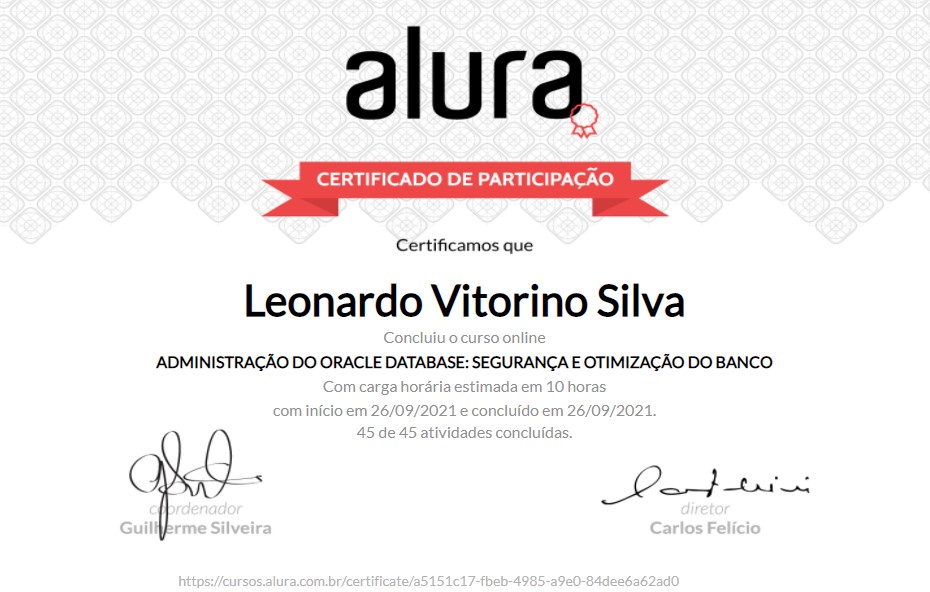 alura
CERTIFICADO DE PARTICIPAÇÃO
Certificamos que
Leonardo Vitorino Silva
Concluiu o curso online
ADMINISTRAÇÃO DO ORACLE DATABASE: SEGURANÇA E OTIMIZAÇÃO DO BANCO
Com carga horária estimada em 10 horas
com início em 26/09/2021 e concluído em 26/09/2021.
45 de 45 atividades concluídas.
coordenador
Guilherme Silveira
diretor
Carlos Felício
https://cursos.alura.com.br/certificate/a5151c17-fbeb-4985-a9e0-84dee6a62ad0